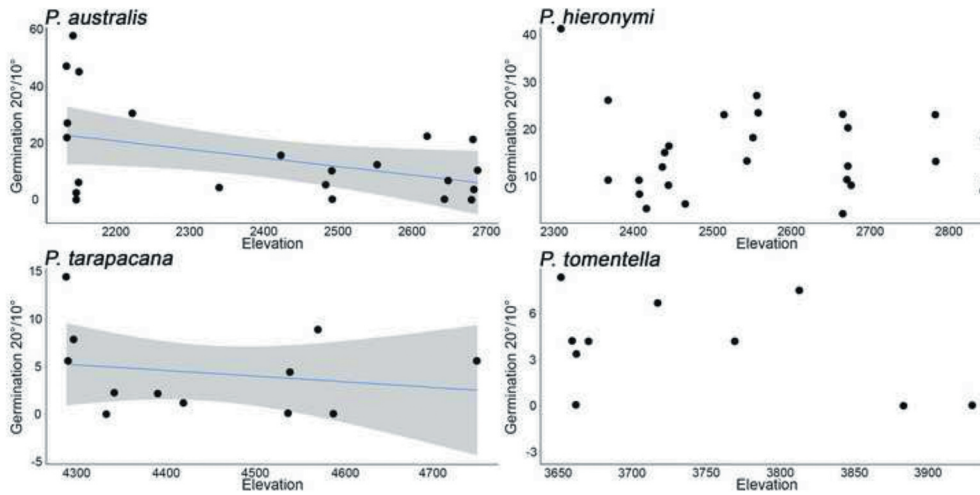 P. australis
Germination 20°/10°
60
40
20
0
2200 2300 2400 2500 2600 2700
Elevation
P. hieronymi
Germination 20°/10°
40
30
20
10
2300 2400 2500 2600 2700 2800
Elevation
P. tarapacana
Germination 20°/10°
15
10
5
0
-5
4300 4400 4500 4600 4700
Elevation
P. tomentella
Germination 20°/10°
6
3
0
-3
3650 3700 3750 3800 3850 3900
Elevation